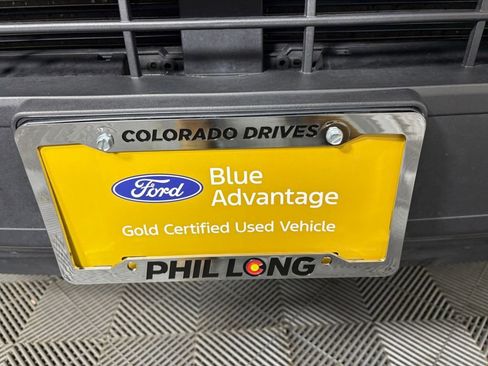 COLORADO DRIVES
Ford
Blue
Advantage
Gold Certified Used Vehicle
PHIL LONG